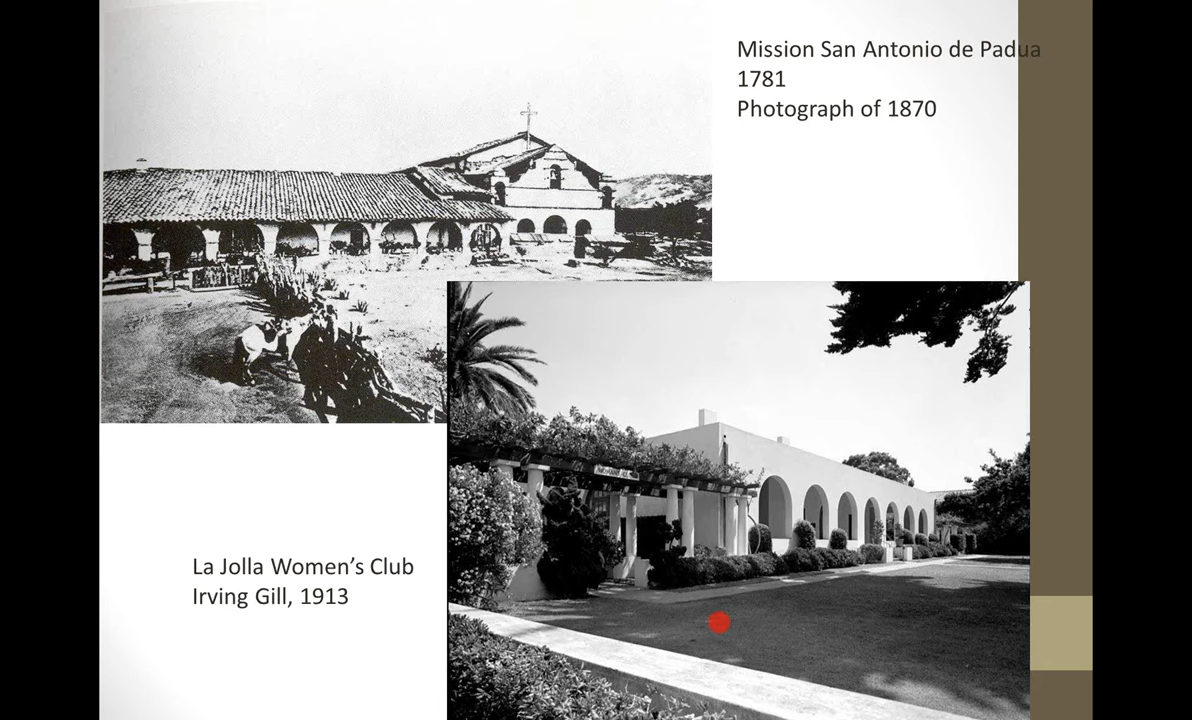 Mission San Antonio de Padua
1781
Photograph of 1870
La Jolla Women’s Club
Irving Gill, 1913